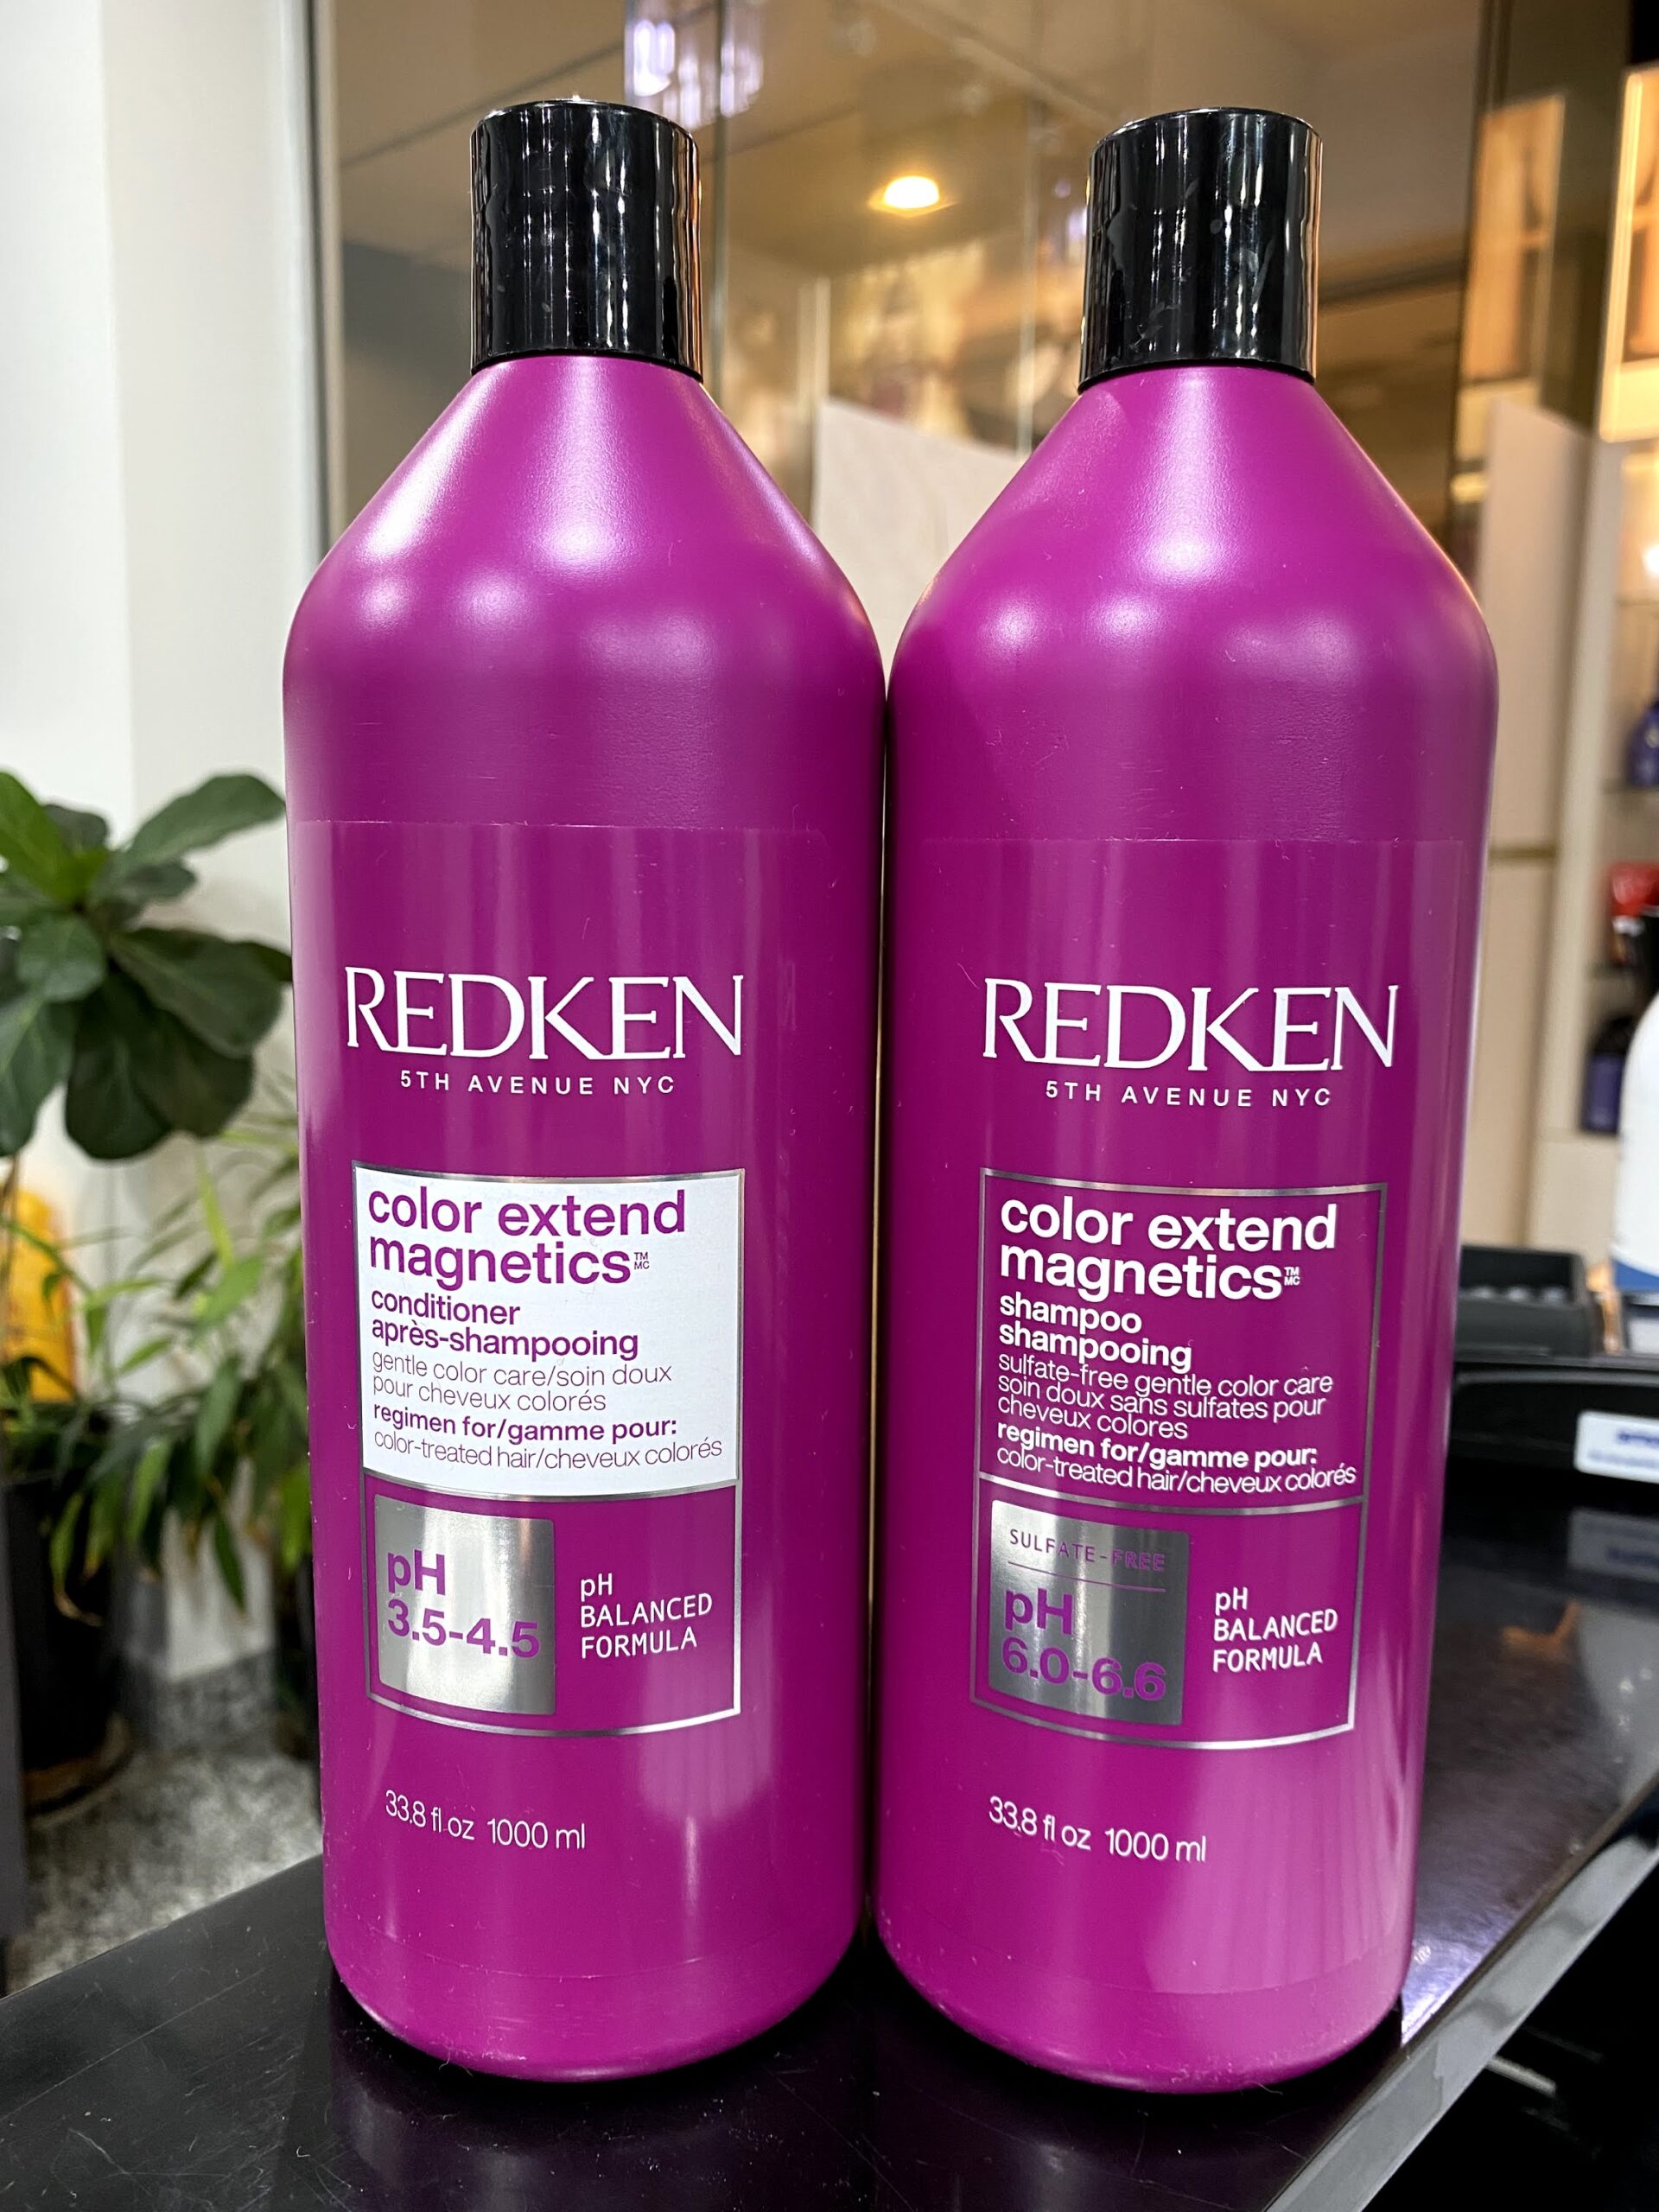 REDKEN
5TH AVENUE NYC
color extend
magnetics™ MC
conditioner
après-shampooing
gentle color care/soin doux
pour cheveux colorés
regimen for/gamme pour:
color-treated hair/cheveux colorés
pH
3.5-4.5
pH
BALANCED
FORMULA
33.8 fl oz 1000 ml
REDKEN
5TH AVENUE NYC
color extend
magnetics™ MC
shampoo
shampooing
sulfate-free gentle color care
soin doux sans sulfates pour
cheveux colores
regimen for/gamme pour:
color-treated hair/cheveux colorés
SULFATE-FREE
pH
6.0-6.6
pH
BALANCED
FORMULA
33.8 fl oz 1000 ml